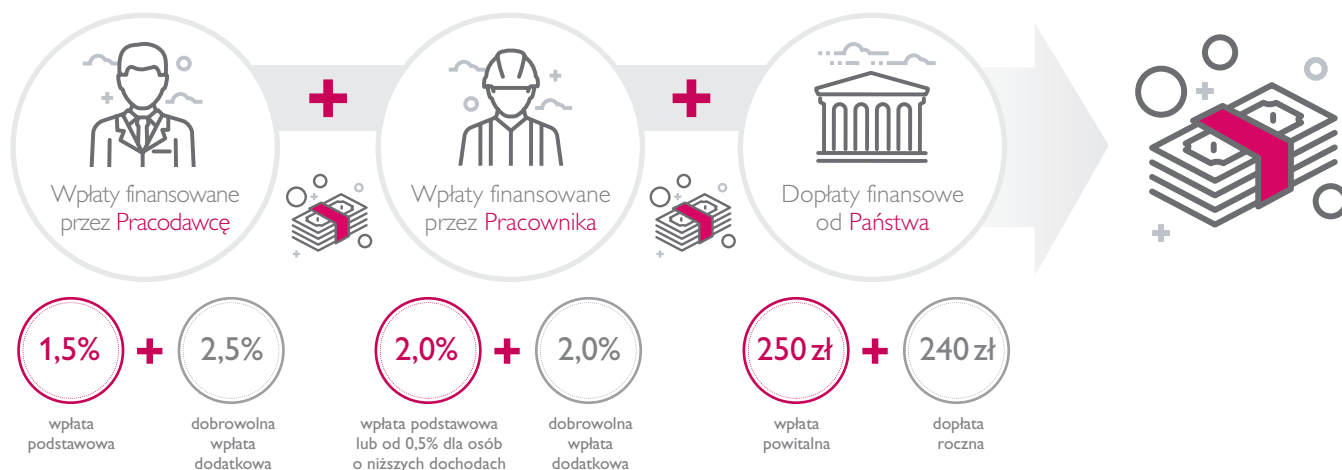 Wpłaty finansowane
przez Pracodawcę
Wpłaty finansowane
przez Pracownika
Dopłaty finansowe
od Państwa
1,5%
2,5%
2,0%
2,0%
250 zł
240 zł
wpłata
podstawowa
dobrowolna
wpłata
dodatkowa
wpłata podstawowa
lub od 0,5% dla osób
o niższych dochodach
dobrowolna
wpłata
dodatkowa
wpłata
powitalna
dopłata
roczna